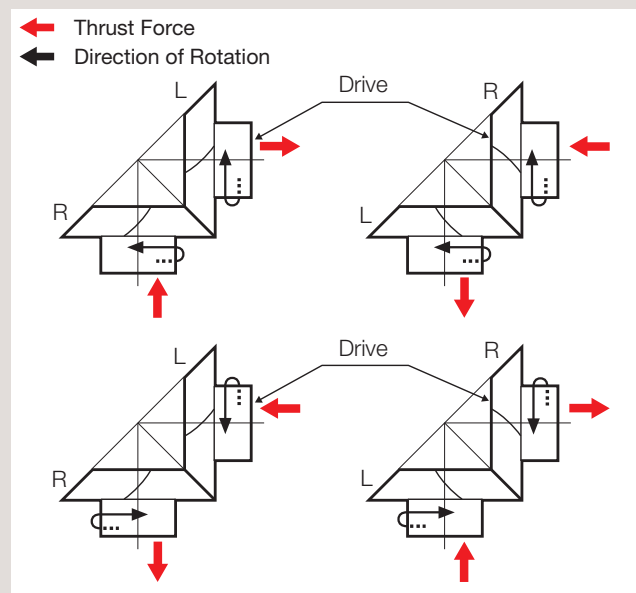 Thrust Force
Direction of Rotation
L
Drive
R
R
L
L
Drive
R
R
L